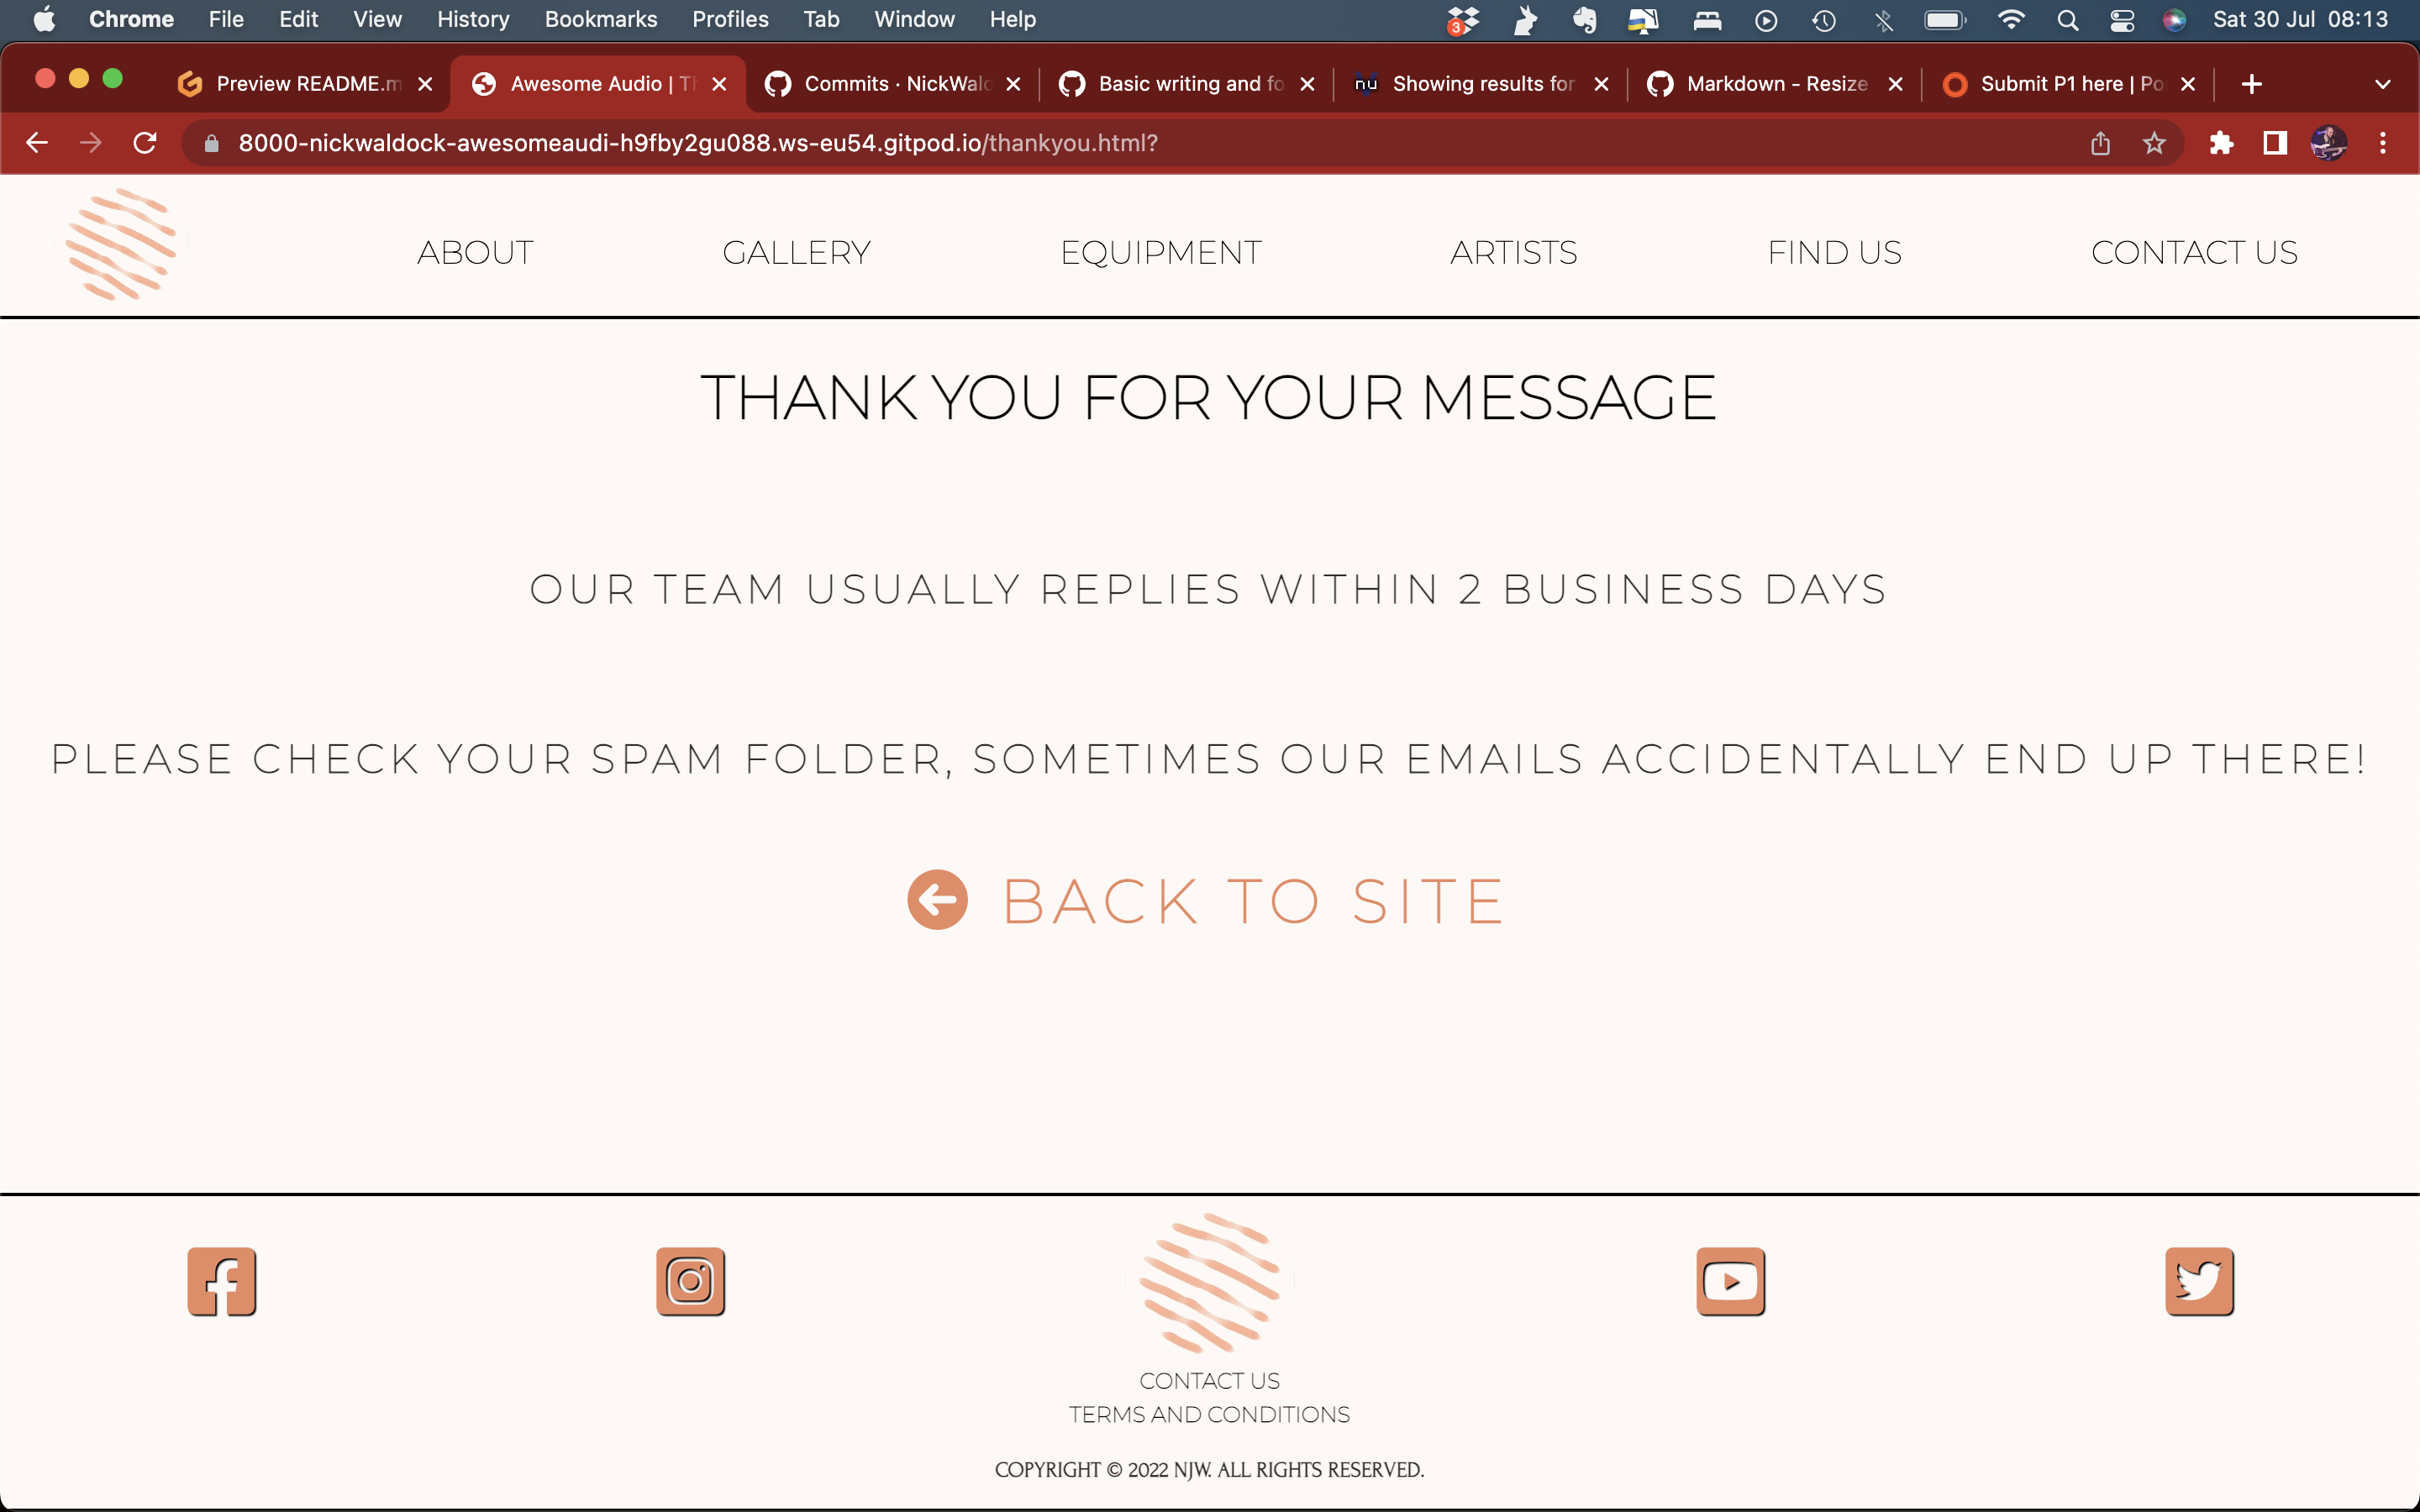 Chrome File Edit View History Bookmarks Profiles Tab Window Help 3 Sat 30 Jul 08:13
Preview README.m Awesome Audio | Th Commits · NickWaldo Basic writing and fo nu Showing results for Markdown - Resize Submit P1 here | Po
8000-nickwaldock-awesomeaudi-h9fby2gu088.ws-eu54.gitpod.io/thankyou.html?
ABOUT GALLERY EQUIPMENT ARTISTS FIND US CONTACT US
THANK YOU FOR YOUR MESSAGE
OUR TEAM USUALLY REPLIES WITHIN 2 BUSINESS DAYS
PLEASE CHECK YOUR SPAM FOLDER, SOMETIMES OUR EMAILS ACCIDENTALLY END UP THERE!
BACK TO SITE
CONTACT US
TERMS AND CONDITIONS
COPYRIGHT © 2022 NJW. ALL RIGHTS RESERVED.